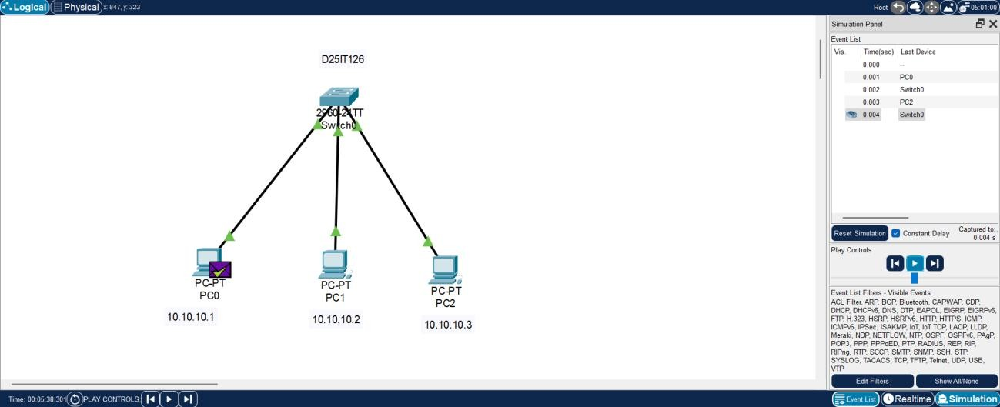 Logical Physical x: 847, y: 323 Root 05:01:00
Simulation Panel
Event List
Vis. Time(sec) Last Device
0.000 --
0.001 PC0
0.002 Switch0
0.003 PC2
0.004 Switch0
Reset Simulation Constant Delay Captured to:
0.004 s
Play Controls
Event List Filters - Visible Events
ACL Filter, ARP, BGP, Bluetooth, CAPWAP, CDP,
DHCP, DHCPv6, DNS, DTP, EAPOL, EIGRP, EIGRPv6,
FTP, H.323, HSRP, HSRPv6, HTTP, HTTPS, ICMP,
ICMPv6, IPSec, ISAKMP, IoT, IoT TCP, LACP, LLDP,
Meraki, NDP, NETFLOW, NTP, OSPF, OSPFv6, PAgP,
POP3, PPP, PPPoED, PTP, RADIUS, REP, RIP,
RIPng, RTP, SCCP, SMTP, SNMP, SSH, STP,
SYSLOG, TACACS, TCP, TFTP, Telnet, UDP, USB,
VTP
Edit Filters Show All/None
D25IT126
2960-24TT
Switch0
PC-PT
PC0
10.10.10.1
PC-PT
PC1
10.10.10.2
PC-PT
PC2
10.10.10.3
Time: 00:05:38.301 PLAY CONTROLS: Event List Realtime Simulation